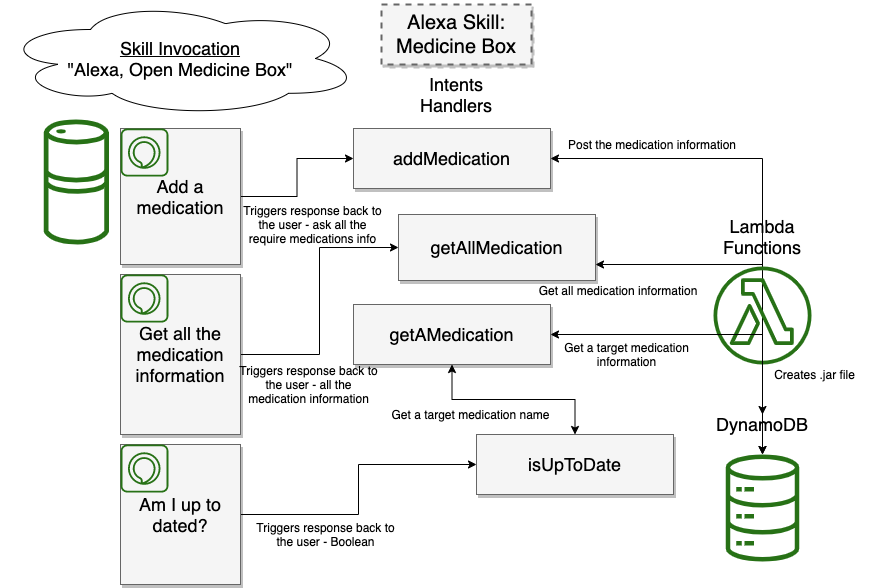 Skill Invocation
"Alexa, Open Medicine Box"
Alexa Skill:
Medicine Box
Intents
Handlers
Add a
medication
Triggers response back to
the user - ask all the
require medications info
addMedication
Post the medication information
Lambda
Functions
getAllMedication
Get all medication information
Get all the
medication
information
Triggers response back to
the user - all the
medication information
getAMedication
Get a target medication
information
Creates .jar file
Get a target medication name
DynamoDB
isUpToDate
Am I up to
dated?
Triggers response back to
the user - Boolean